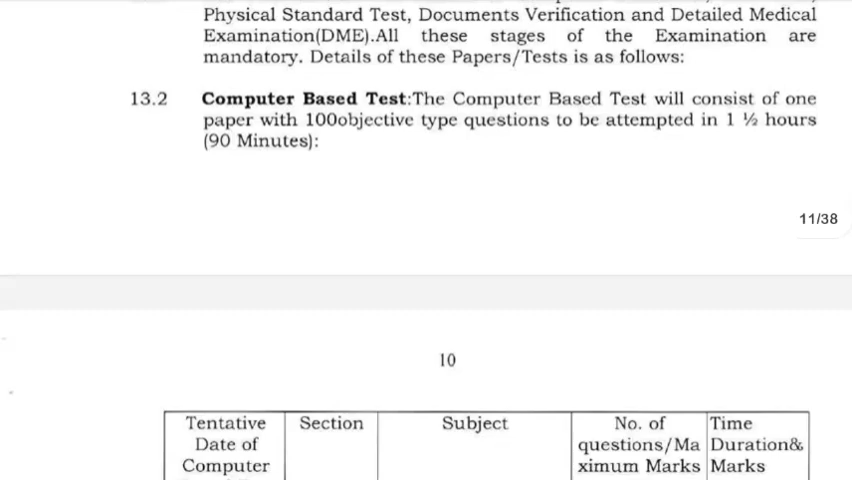 Physical Standard Test, Documents Verification and Detailed Medical
Examination(DME).All these stages of the Examination are
mandatory. Details of these Papers/Tests is as follows:
13.2 Computer Based Test:The Computer Based Test will consist of one
paper with 100objective type questions to be attempted in 1 ½ hours
(90 Minutes):
11/38
10
Tentative Section Subject No. of Time
Date of questions/Ma Duration&
Computer ximum Marks Marks